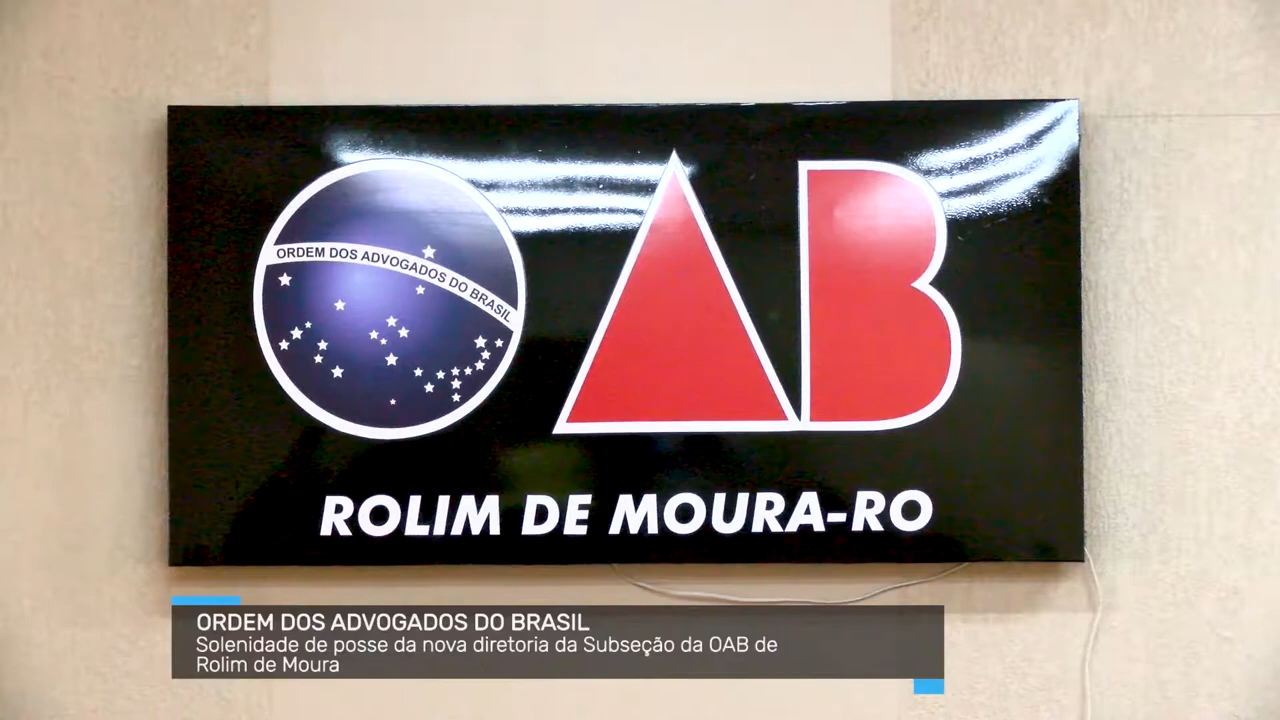 OAB
ORDEM DOS ADVOGADOS DO BRASIL
ROLIM DE MOURA-RO
ORDEM DOS ADVOGADOS DO BRASIL
Solenidade de posse da nova diretoria da Subseção da OAB de
Rolim de Moura